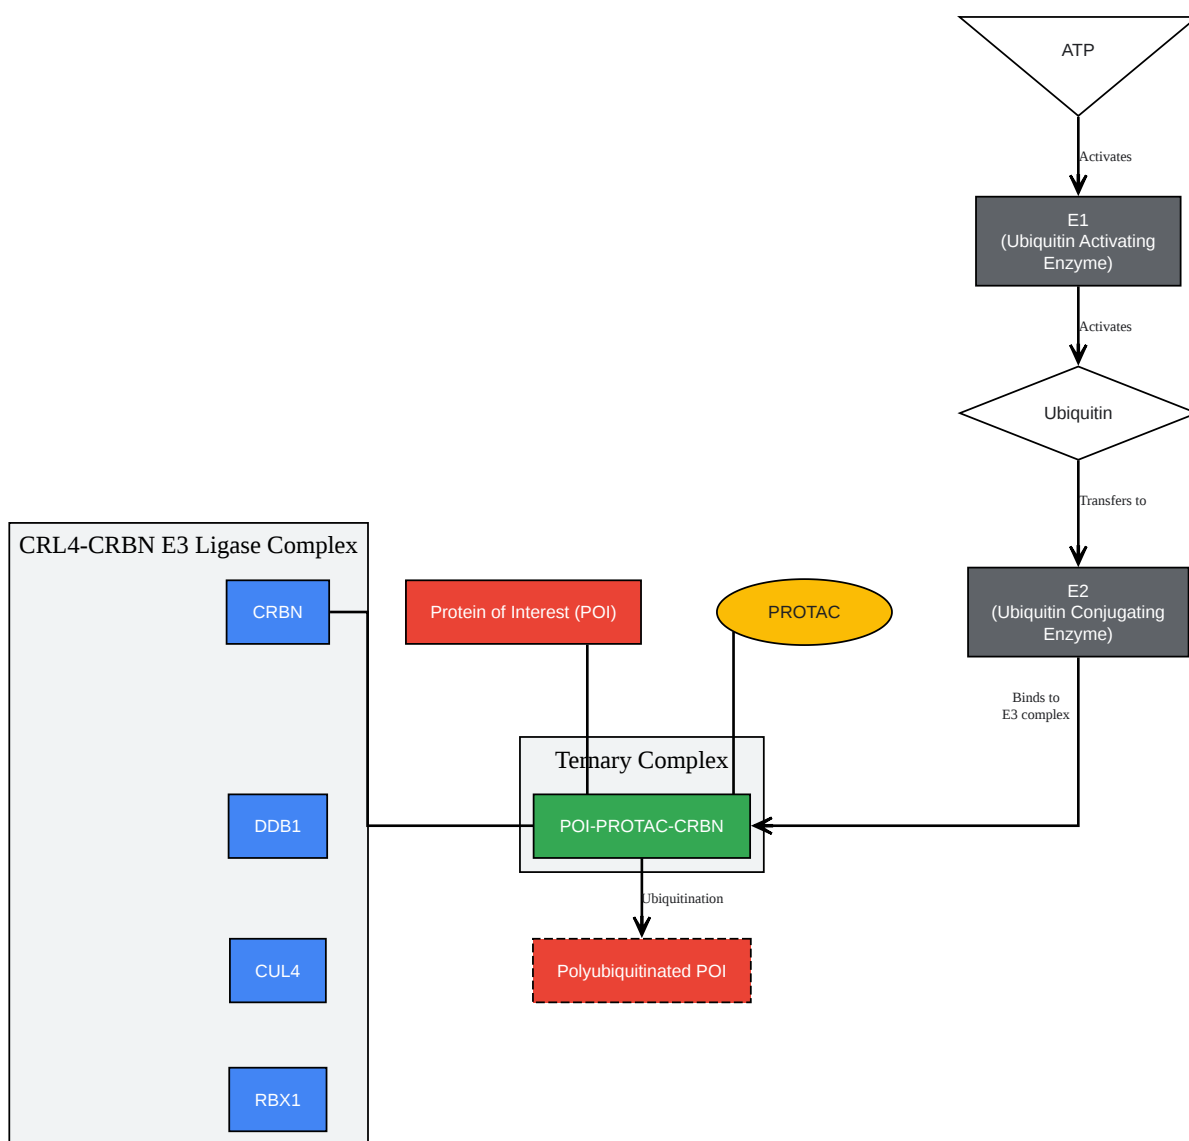 ATP
Activates
E1
(Ubiquitin Activating
Enzyme)
Activates
Ubiquitin
Transfers to
CRL4-CRBN E3 Ligase Complex
CRBN
Protein of Interest (POI)
PROTAC
E2
(Ubiquitin Conjugating
Enzyme)
Binds to
E3 complex
Ternary Complex
DDB1
POI-PROTAC-CRBN
Ubiquitination
CUL4
Polyubiquitinated POI
RBX1